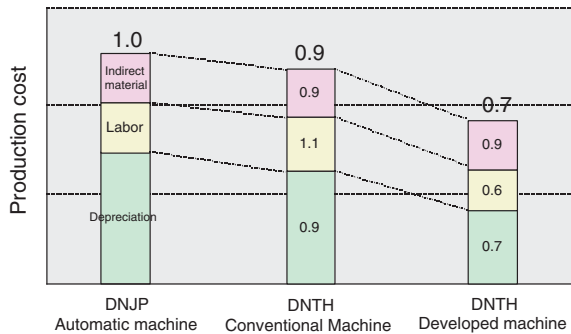 Production cost
1.0
Indirect
material
Labor
Depreciation
0.9
0.9
1.1
0.9
0.7
0.9
0.6
0.7
DNJP
Automatic machine
DNTH
Conventional Machine
DNTH
Developed machine